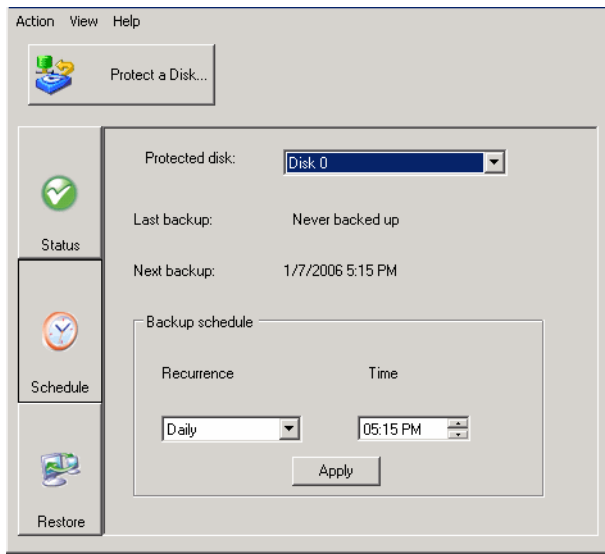 Action View Help
Protect a Disk...
Protected disk: Disk 0
Status
Last backup: Never backed up
Next backup: 1/7/2006 5:15 PM
Schedule
Backup schedule
Recurrence Time
Daily 05:15 PM
Apply
Restore